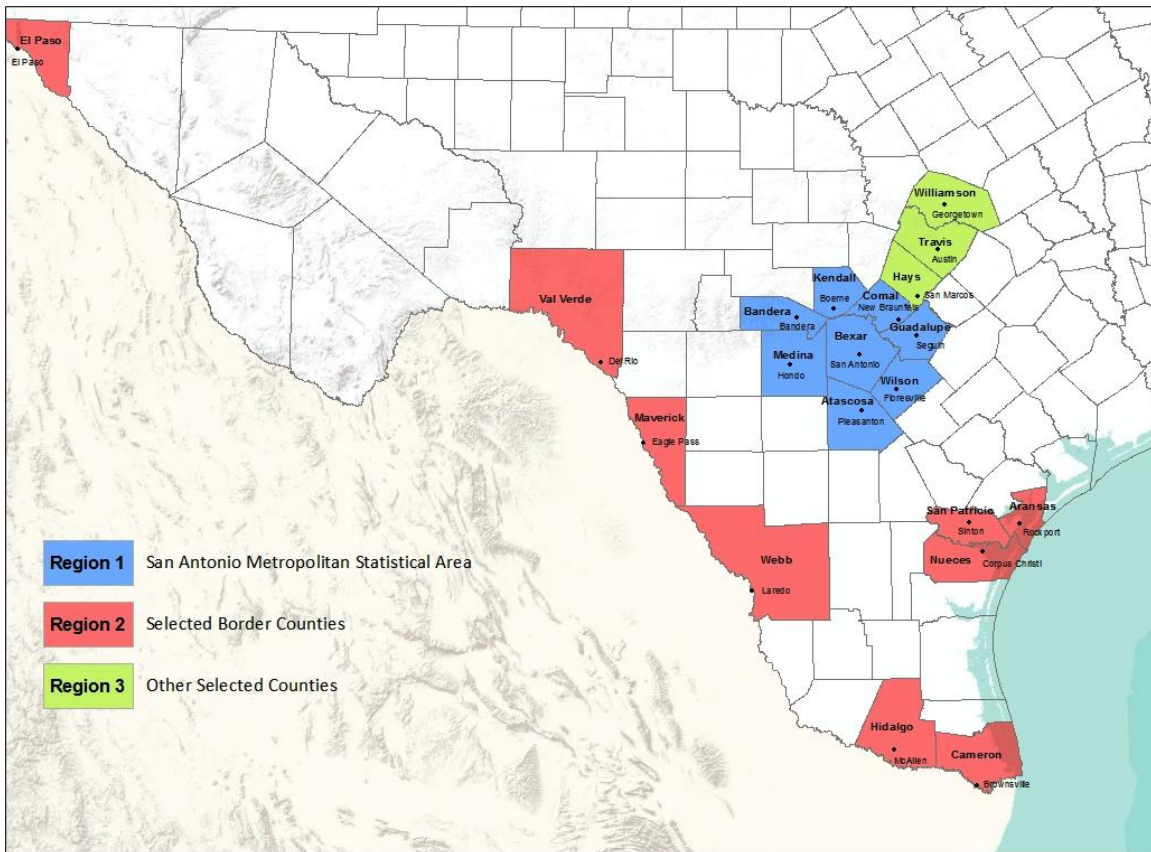 El Paso
El Paso
Williamson
Georgetown
Travis
Austin
Hays
San Marcos
Kendall
Boerne
Comal
New Braunfels
Bandera
Bandera
Guadalupe
Seguin
Bexar
San Antonio
Medina
Hondo
Wilson
Floresville
Atascosa
Pleasanton
Val Verde
Del Rio
Maverick
Eagle Pass
San Patricio
Sinton
Aransas
Rockport
Nueces
Corpus Christi
Webb
Laredo
Hidalgo
McAllen
Cameron
Brownsville
Region 1 San Antonio Metropolitan Statistical Area
Region 2 Selected Border Counties
Region 3 Other Selected Counties